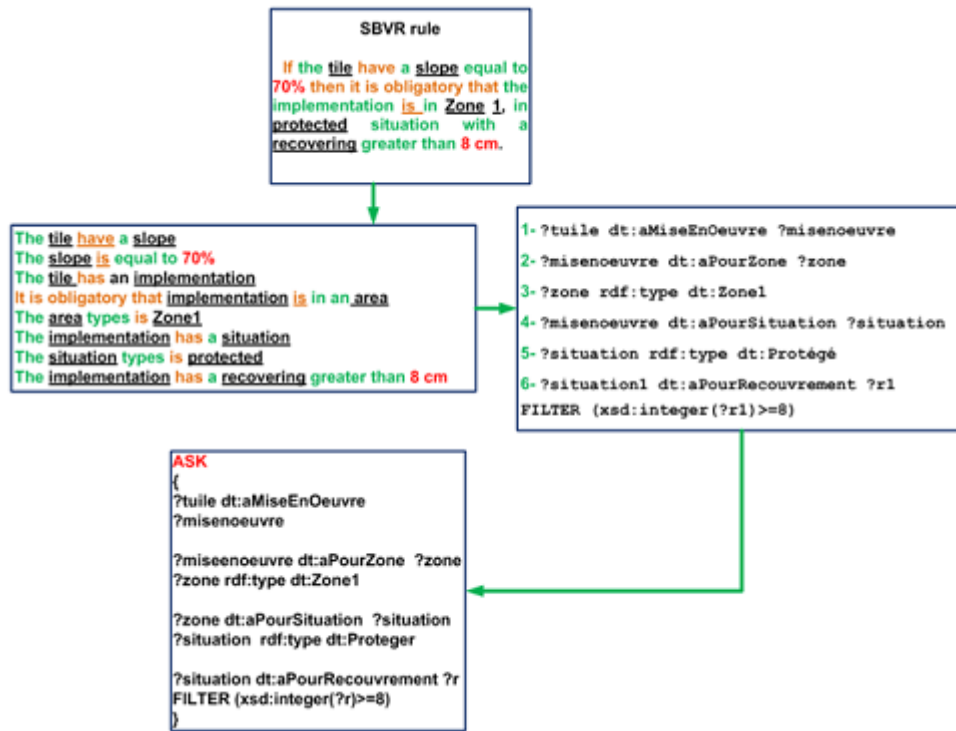 SBVR rule
If the tile have a slope equal to
70% then it is obligatory that the
implementation is in Zone 1, in
protected situation with a
recovering greater than 8 cm.
The tile have a slope
The slope is equal to 70%
The tile has an implementation
It is obligatory that implementation is in an area
The area types is Zone1
The implementation has a situation
The situation types is protected
The implementation has a recovering greater than 8 cm
1- ?tuile dt:aMiseEnOeuvre ?misenoeuvre
2- ?misenoeuvre dt:aPourZone ?zone
3- ?zone rdf:type dt:Zone1
4- ?misenoeuvre dt:aPourSituation ?situation
5- ?situation rdf:type dt:Protégé
6- ?situation1 dt:aPourRecouvrement ?r1
FILTER (xsd:integer(?r1)>=8)
ASK
{
?tuile dt:aMiseEnOeuvre
?misenoeuvre
?miseenoeuvre dt:aPourZone ?zone
?zone rdf:type dt:Zone1
?zone dt:aPourSituation ?situation
?situation rdf:type dt:Proteger
?situation dt:aPourRecouvrement ?r
FILTER (xsd:integer(?r)>=8)
}